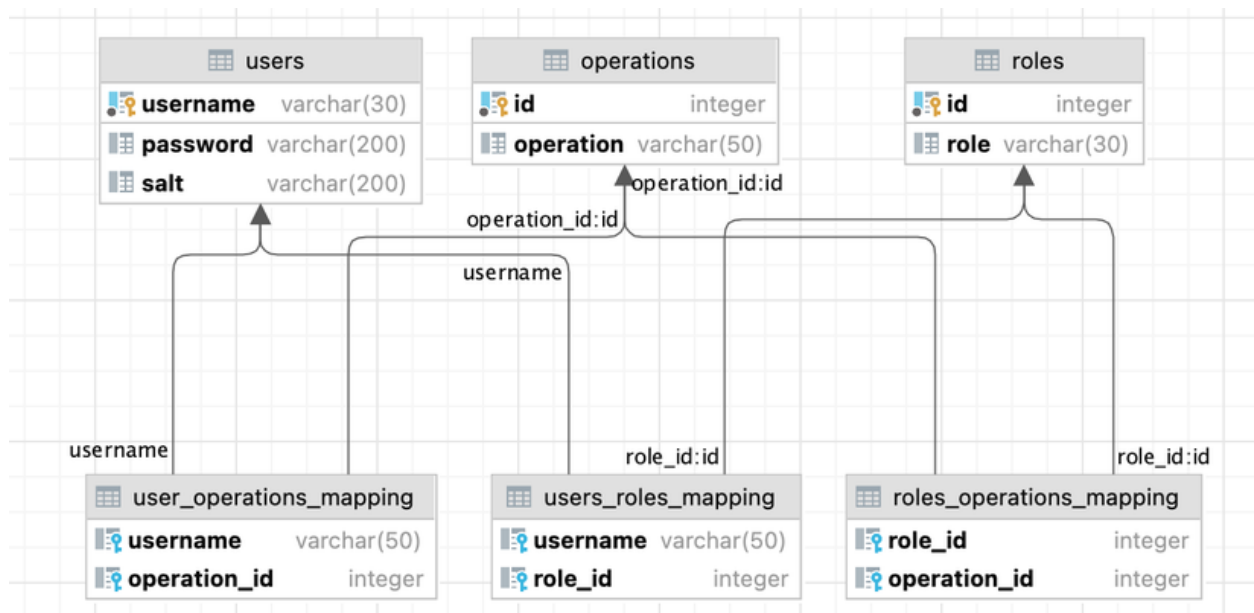 users
username varchar(30)
password varchar(200)
salt varchar(200)
operations
id integer
operation varchar(50)
roles
id integer
role varchar(30)
operation_id:id
operation_id:id
username
username
role_id:id
role_id:id
user_operations_mapping
username varchar(50)
operation_id integer
users_roles_mapping
username varchar(50)
role_id integer
roles_operations_mapping
role_id integer
operation_id integer